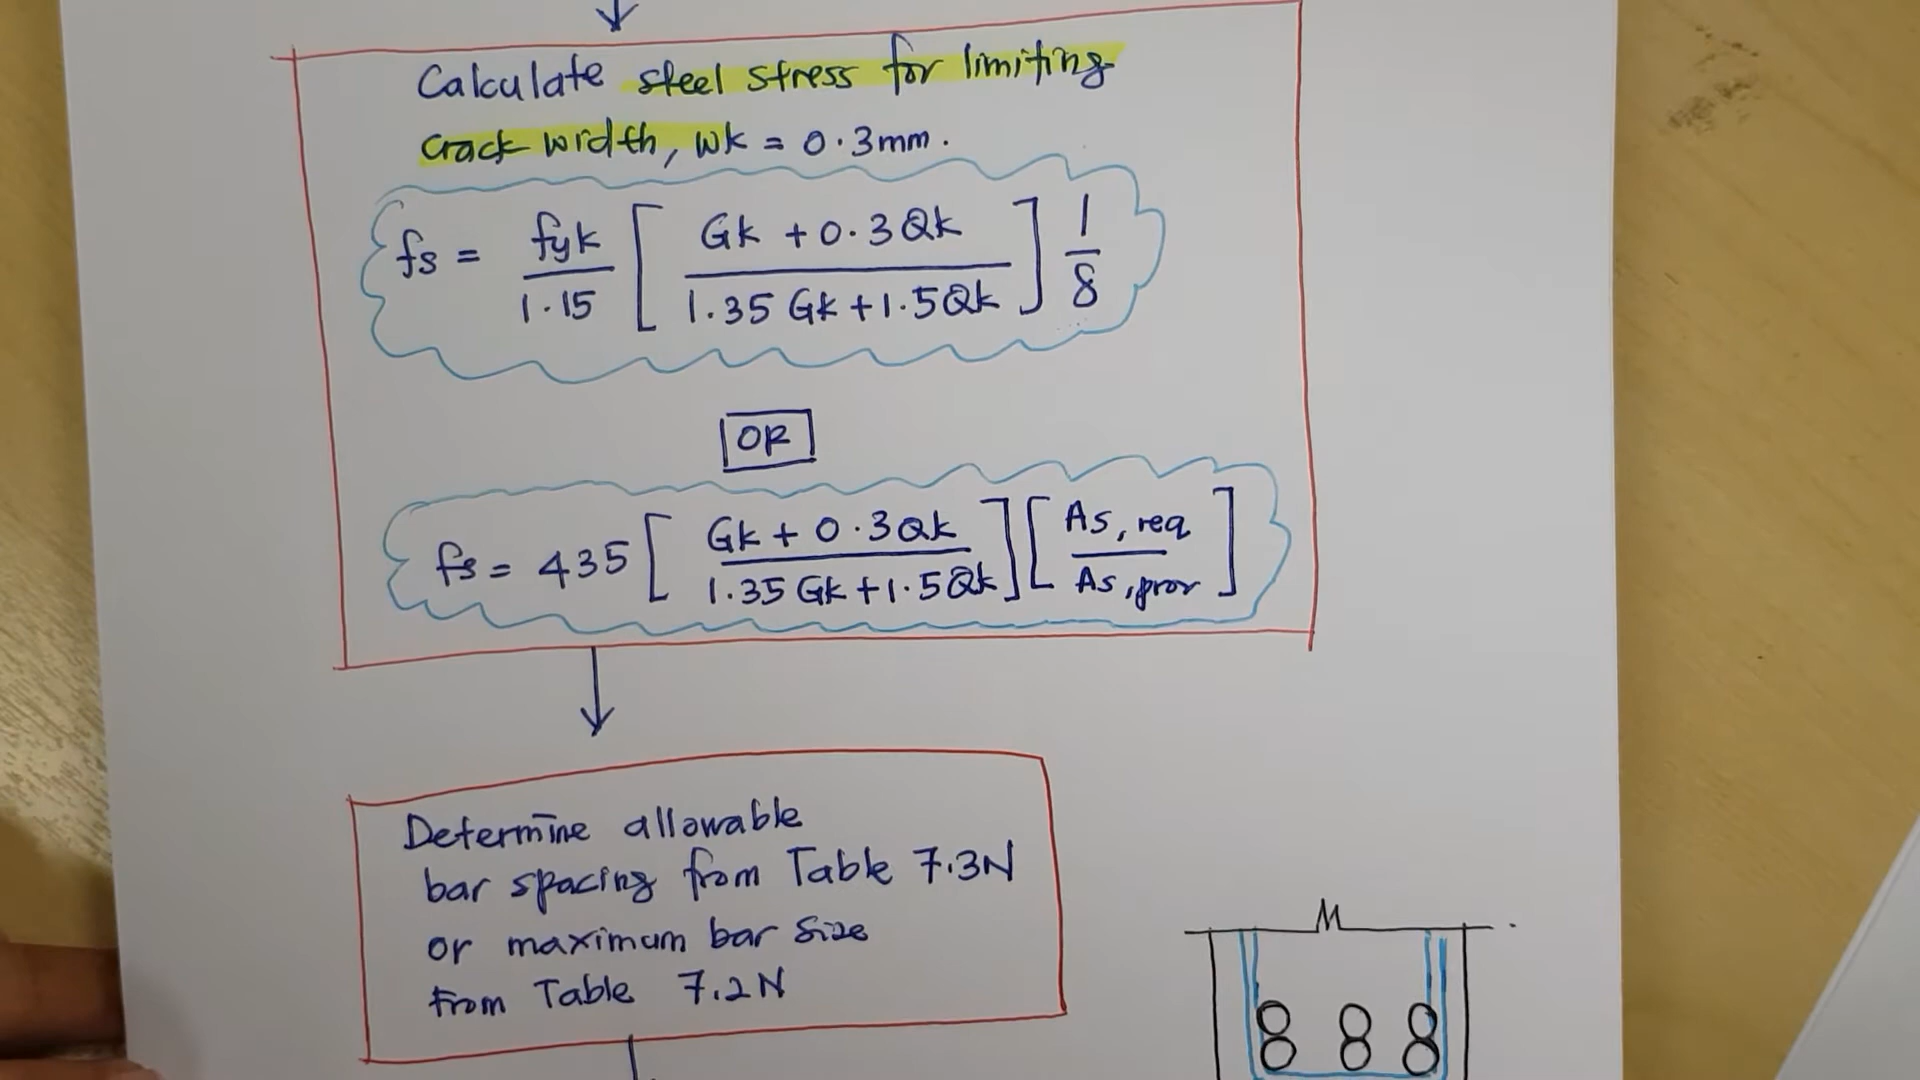 Calculate steel stress for limiting
crack width, wk = 0.3mm.
fs = fyk / 1.15 [ Gk + 0.3Qk / 1.35 Gk + 1.5Qk ] 1 / 8
OR
fs = 435 [ Gk + 0.3Qk / 1.35 Gk + 1.5Qk ] [ As, req / As, prov ]
Determine allowable
bar spacing from Table 7.3N
or maximum bar size
from Table 7.2N